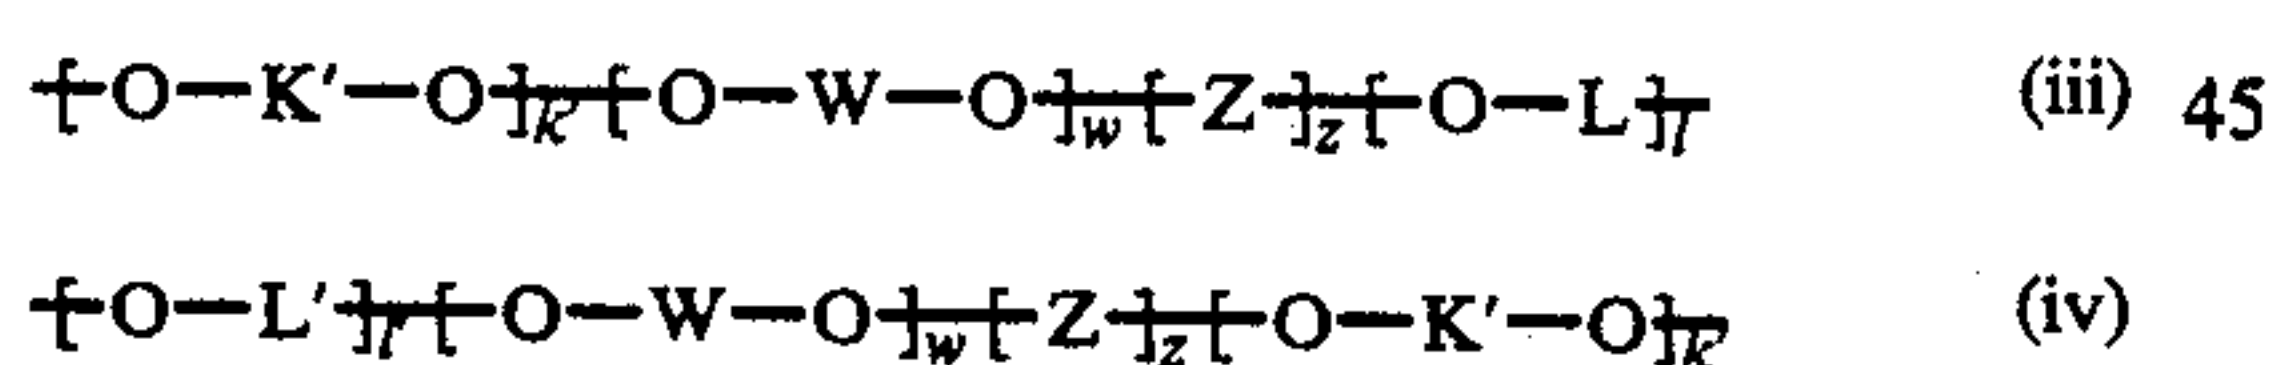 -[O—K'—O]k-[O—W—O]w-[Z]z-[O—L]l- (iii) 45
-[O—L']l'-[O—W—O]w-[Z]z-[O—K'—O]k- (iv)